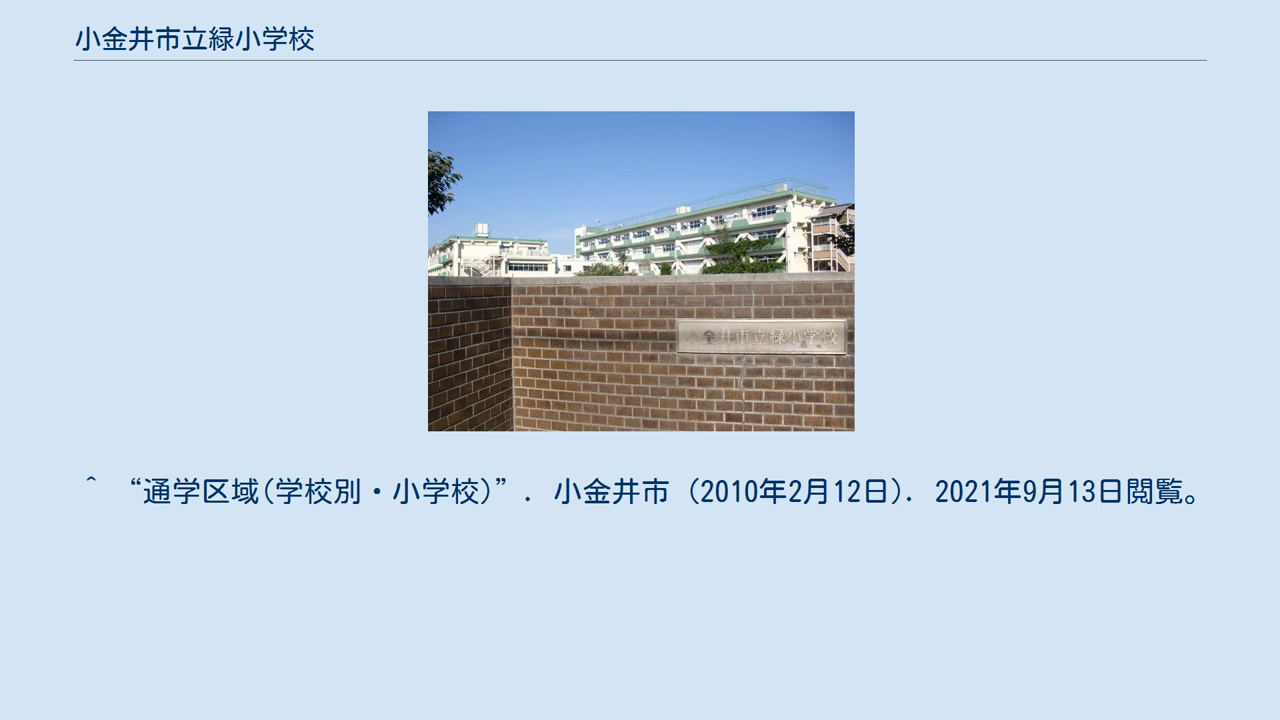 小金井市立緑小学校
小金井市立緑小学校
^ “通学区域(学校別・小学校)”. 小金井市 (2010年2月12日). 2021年9月13日閲覧。